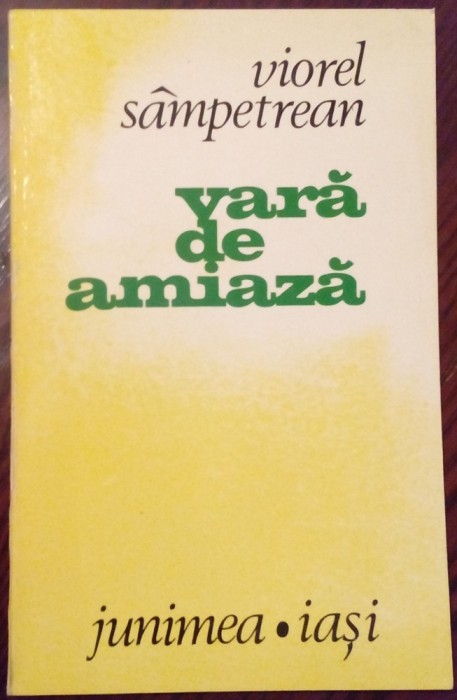 viorel
sâmpetrean
vară
de
amiază
junimea • iași